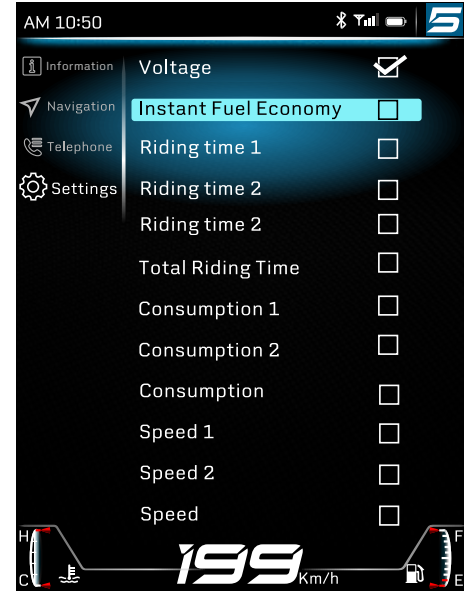 AM 10:50
5
Information
Navigation
Telephone
Settings
Voltage
Instant Fuel Economy
Riding time 1
Riding time 2
Riding time 2
Total Riding Time
Consumption 1
Consumption 2
Consumption
Speed 1
Speed 2
Speed
H
C
199 Km/h
F
E